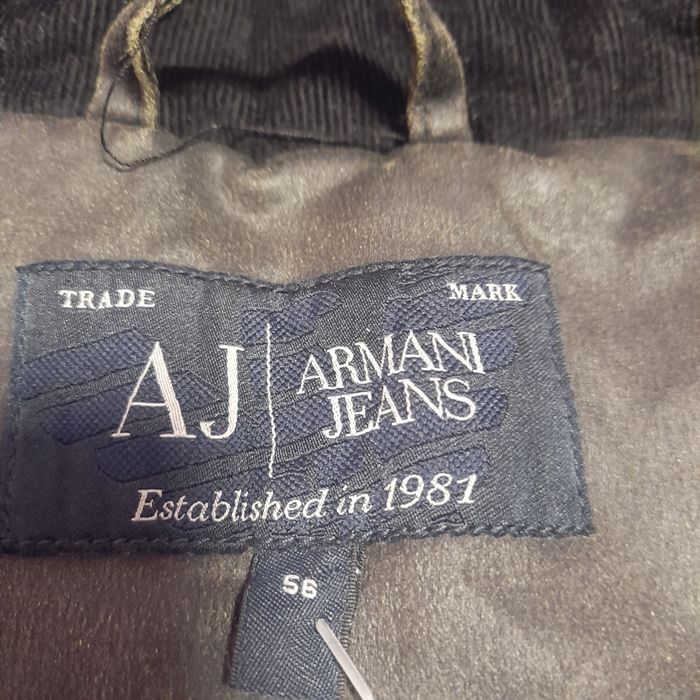 TRADE MARK
AJ ARMANI
JEANS
Established in 1981
56